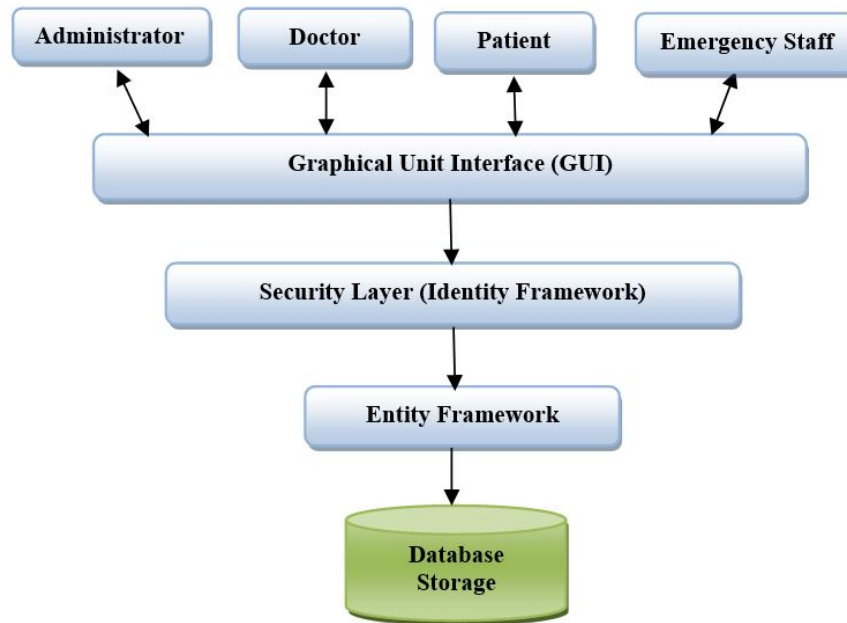 Administrator
Doctor
Patient
Emergency Staff
Graphical Unit Interface (GUI)
Security Layer (Identity Framework)
Entity Framework
Database
Storage